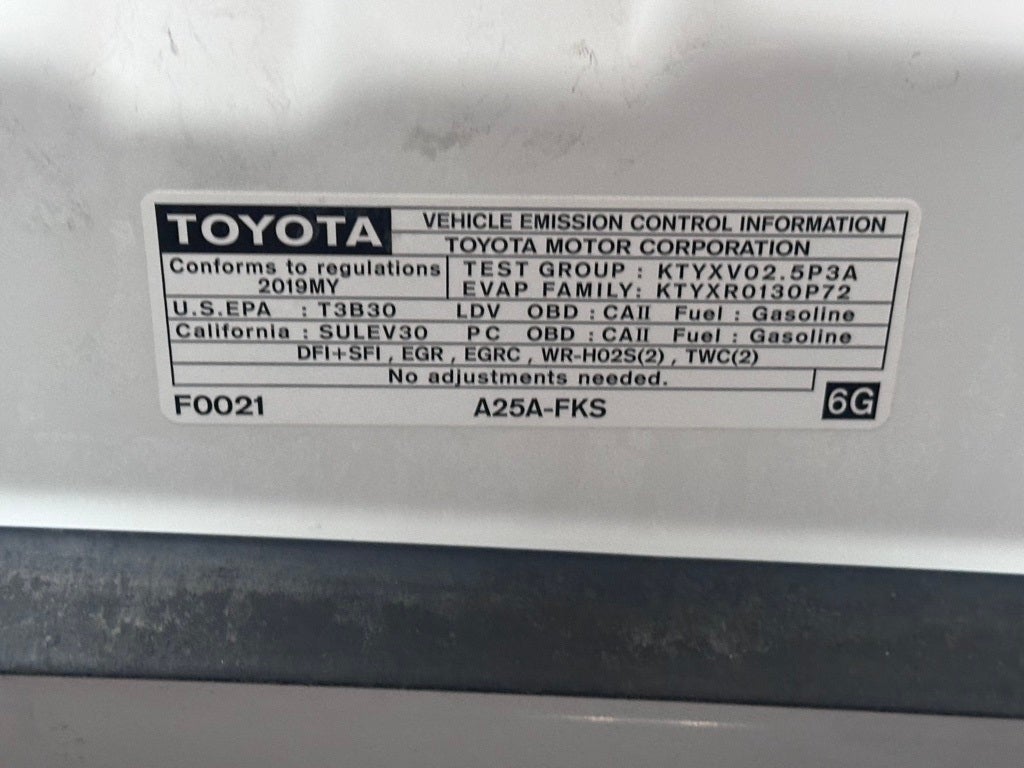 TOYOTA VEHICLE EMISSION CONTROL INFORMATION
TOYOTA MOTOR CORPORATION
Conforms to regulations
2019MY
TEST GROUP : KTYXV02.5P3A
EVAP FAMILY: KTYXR0130P72
U.S.EPA : T3B30 LDV OBD : CAII Fuel : Gasoline
California : SULEV30 PC OBD : CAII Fuel : Gasoline
DFI+SFI , EGR , EGRC , WR-HO2S(2) , TWC(2)
No adjustments needed.
F0021 A25A-FKS 6G